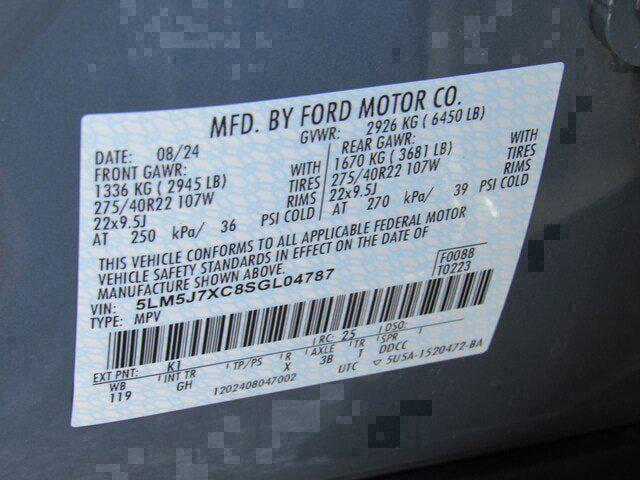 MFD. BY FORD MOTOR CO.
DATE: 08/24 GVWR: 2926 KG ( 6450 LB)
FRONT GAWR: REAR GAWR:
1336 KG ( 2945 LB) WITH 1670 KG ( 3681 LB) WITH
275/40R22 107W TIRES 275/40R22 107W TIRES
22x9.5J RIMS 22x9.5J RIMS
AT 250 kPa/ 36 PSI COLD AT 270 kPa/ 39 PSI COLD
THIS VEHICLE CONFORMS TO ALL APPLICABLE FEDERAL MOTOR
VEHICLE SAFETY STANDARDS IN EFFECT ON THE DATE OF
MANUFACTURE SHOWN ABOVE.
VIN: 5LM5J7XC8SGL04787 F0088
TYPE: MPV T0223
EXT PNT: K1 RC: 25 DSO:
WB INT TR TP/PS R AXLE TR SPR
119 GH X 3B T DDCC
1202408047002 UTC 5U5A-1520472-BA